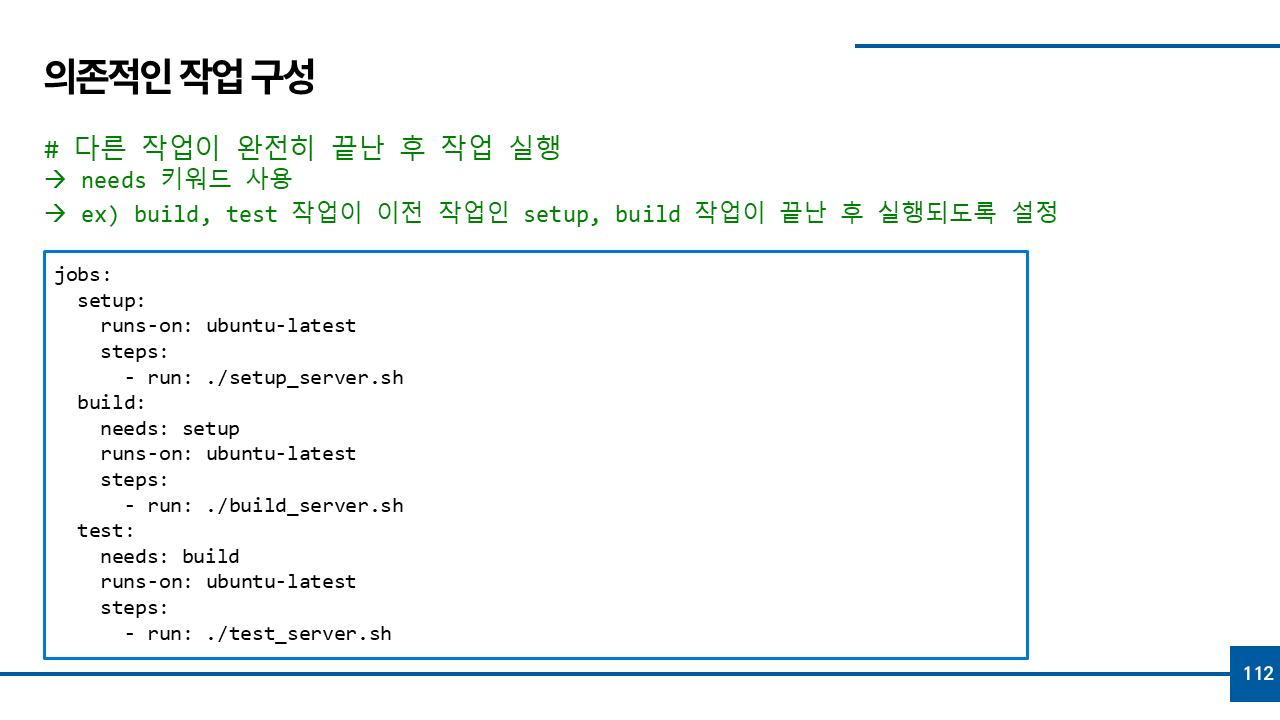 의존적인 작업 구성
# 다른 작업이 완전히 끝난 후 작업 실행
→ needs 키워드 사용
→ ex) build, test 작업이 이전 작업인 setup, build 작업이 끝난 후 실행되도록 설정
jobs:
  setup:
    runs-on: ubuntu-latest
    steps:
      - run: ./setup_server.sh
  build:
    needs: setup
    runs-on: ubuntu-latest
    steps:
      - run: ./build_server.sh
  test:
    needs: build
    runs-on: ubuntu-latest
    steps:
      - run: ./test_server.sh
112